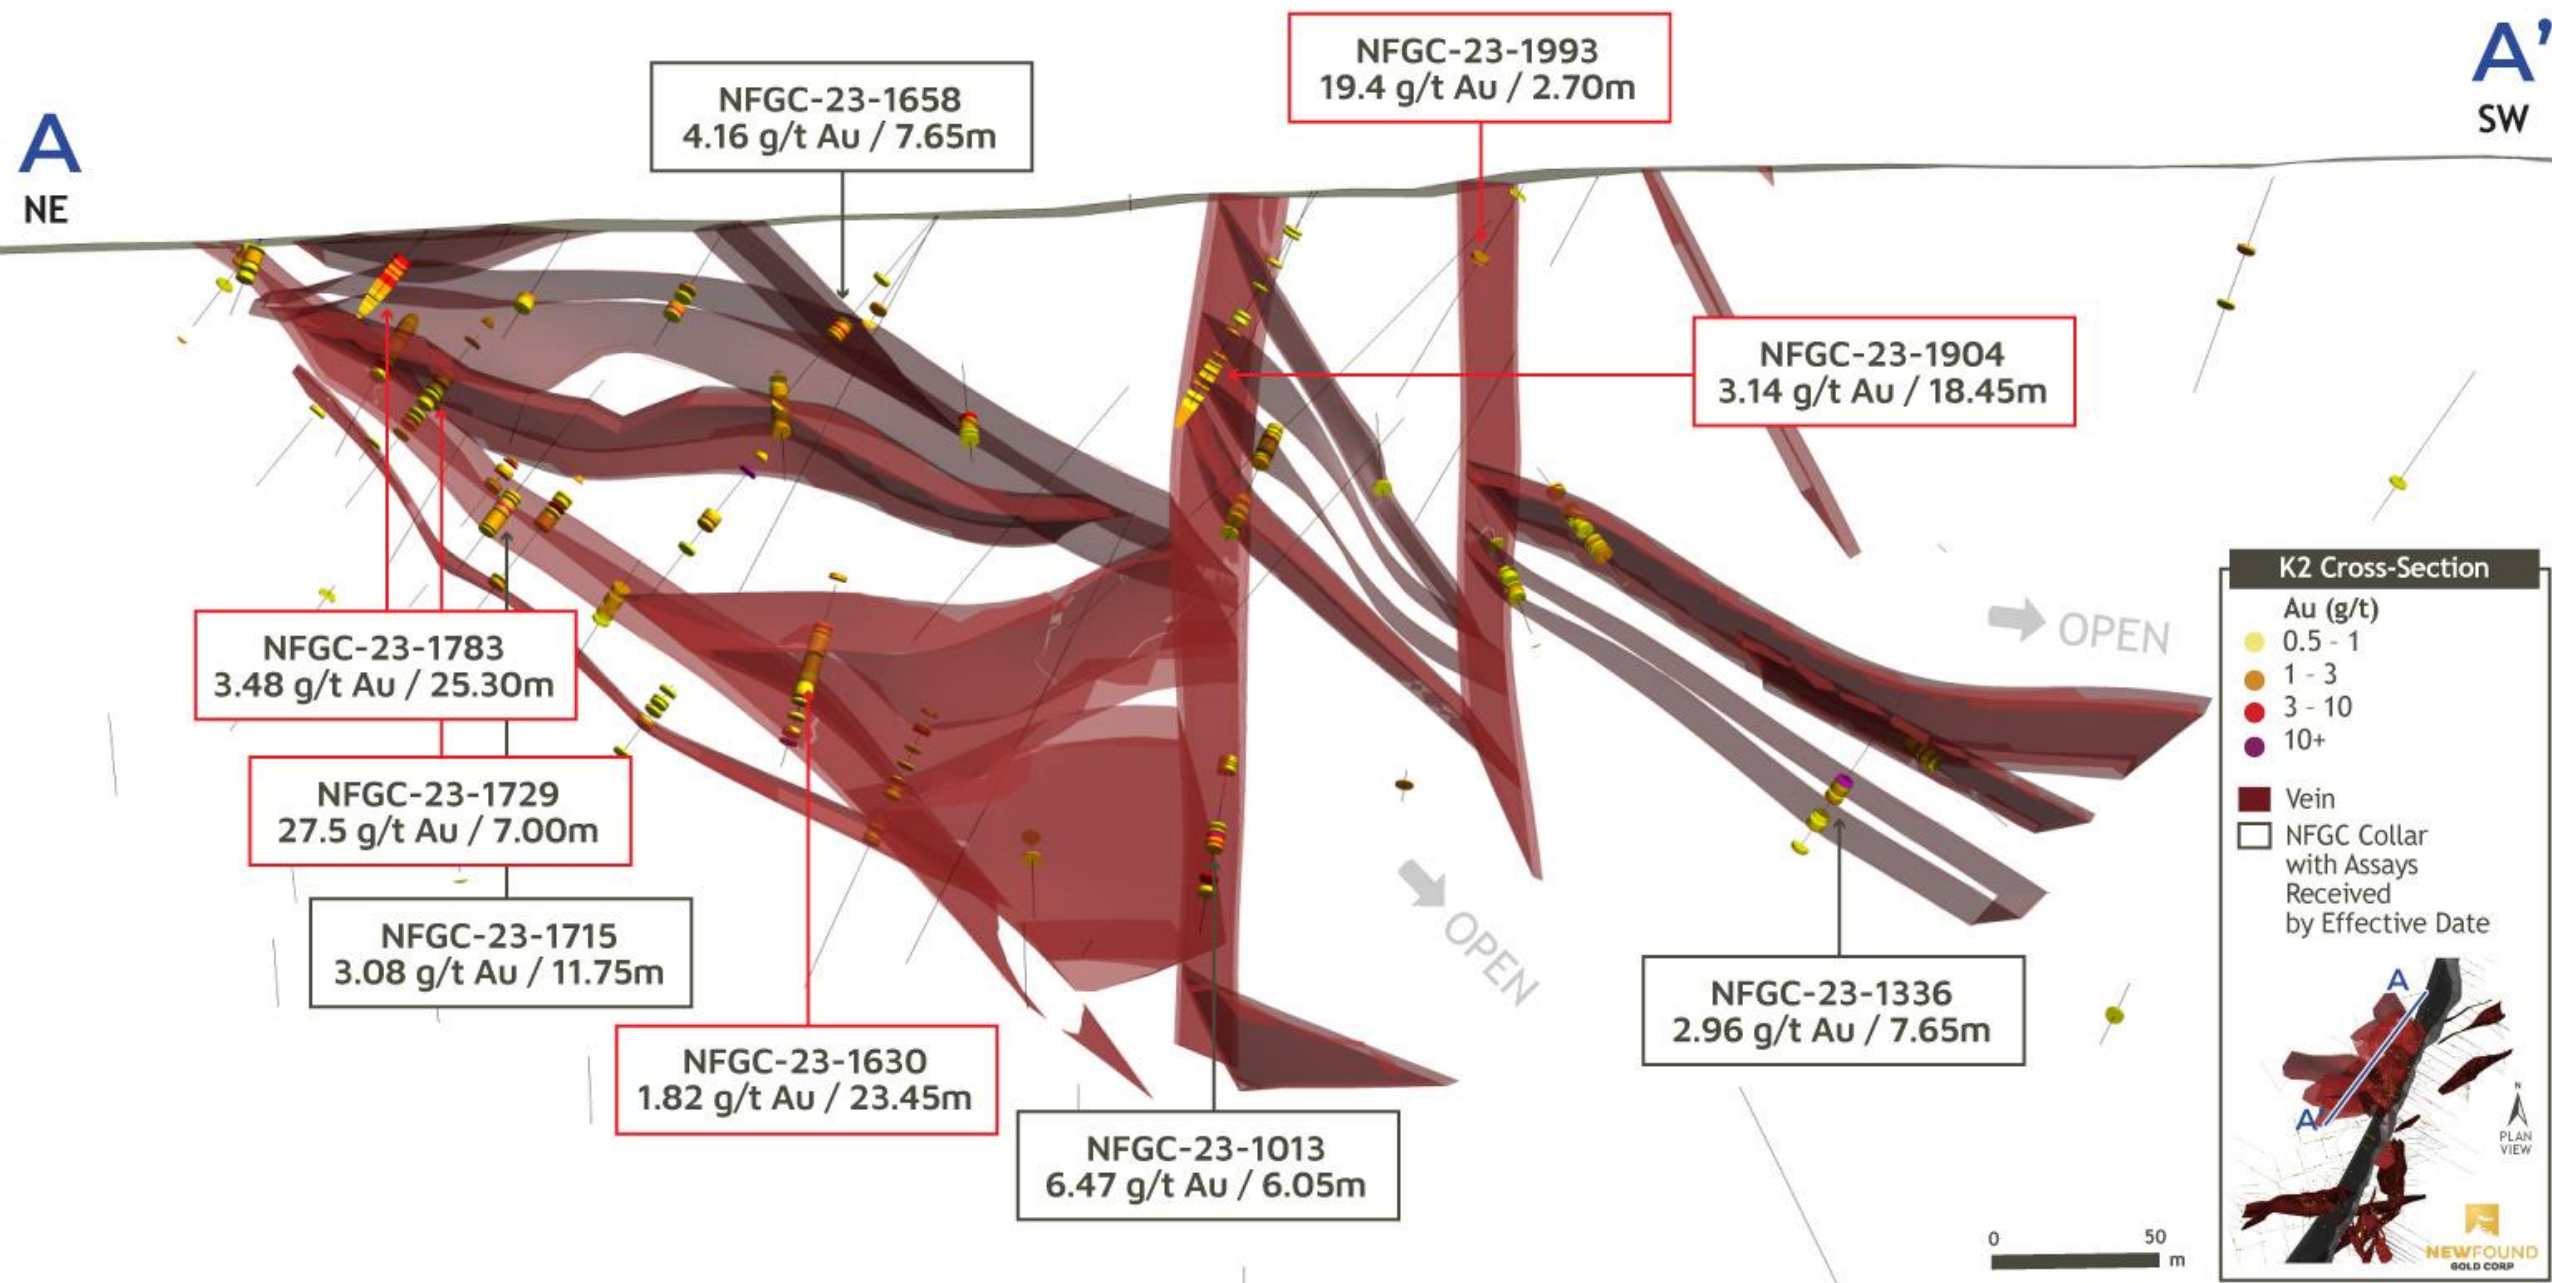 A
NE
NFGC-23-1658
4.16 g/t Au / 7.65m
NFGC-23-1993
19.4 g/t Au / 2.70m
A’
SW
NFGC-23-1904
3.14 g/t Au / 18.45m
NFGC-23-1783
3.48 g/t Au / 25.30m
NFGC-23-1729
27.5 g/t Au / 7.00m
NFGC-23-1715
3.08 g/t Au / 11.75m
NFGC-23-1630
1.82 g/t Au / 23.45m
NFGC-23-1013
6.47 g/t Au / 6.05m
NFGC-23-1336
2.96 g/t Au / 7.65m
OPEN
OPEN
K2 Cross-Section
Au (g/t)
0.5 - 1
1 - 3
3 - 10
10+
Vein
NFGC Collar
with Assays
Received
by Effective Date
A
A'
N
PLAN
VIEW
NEWFOUND
GOLD CORP
0 50
m